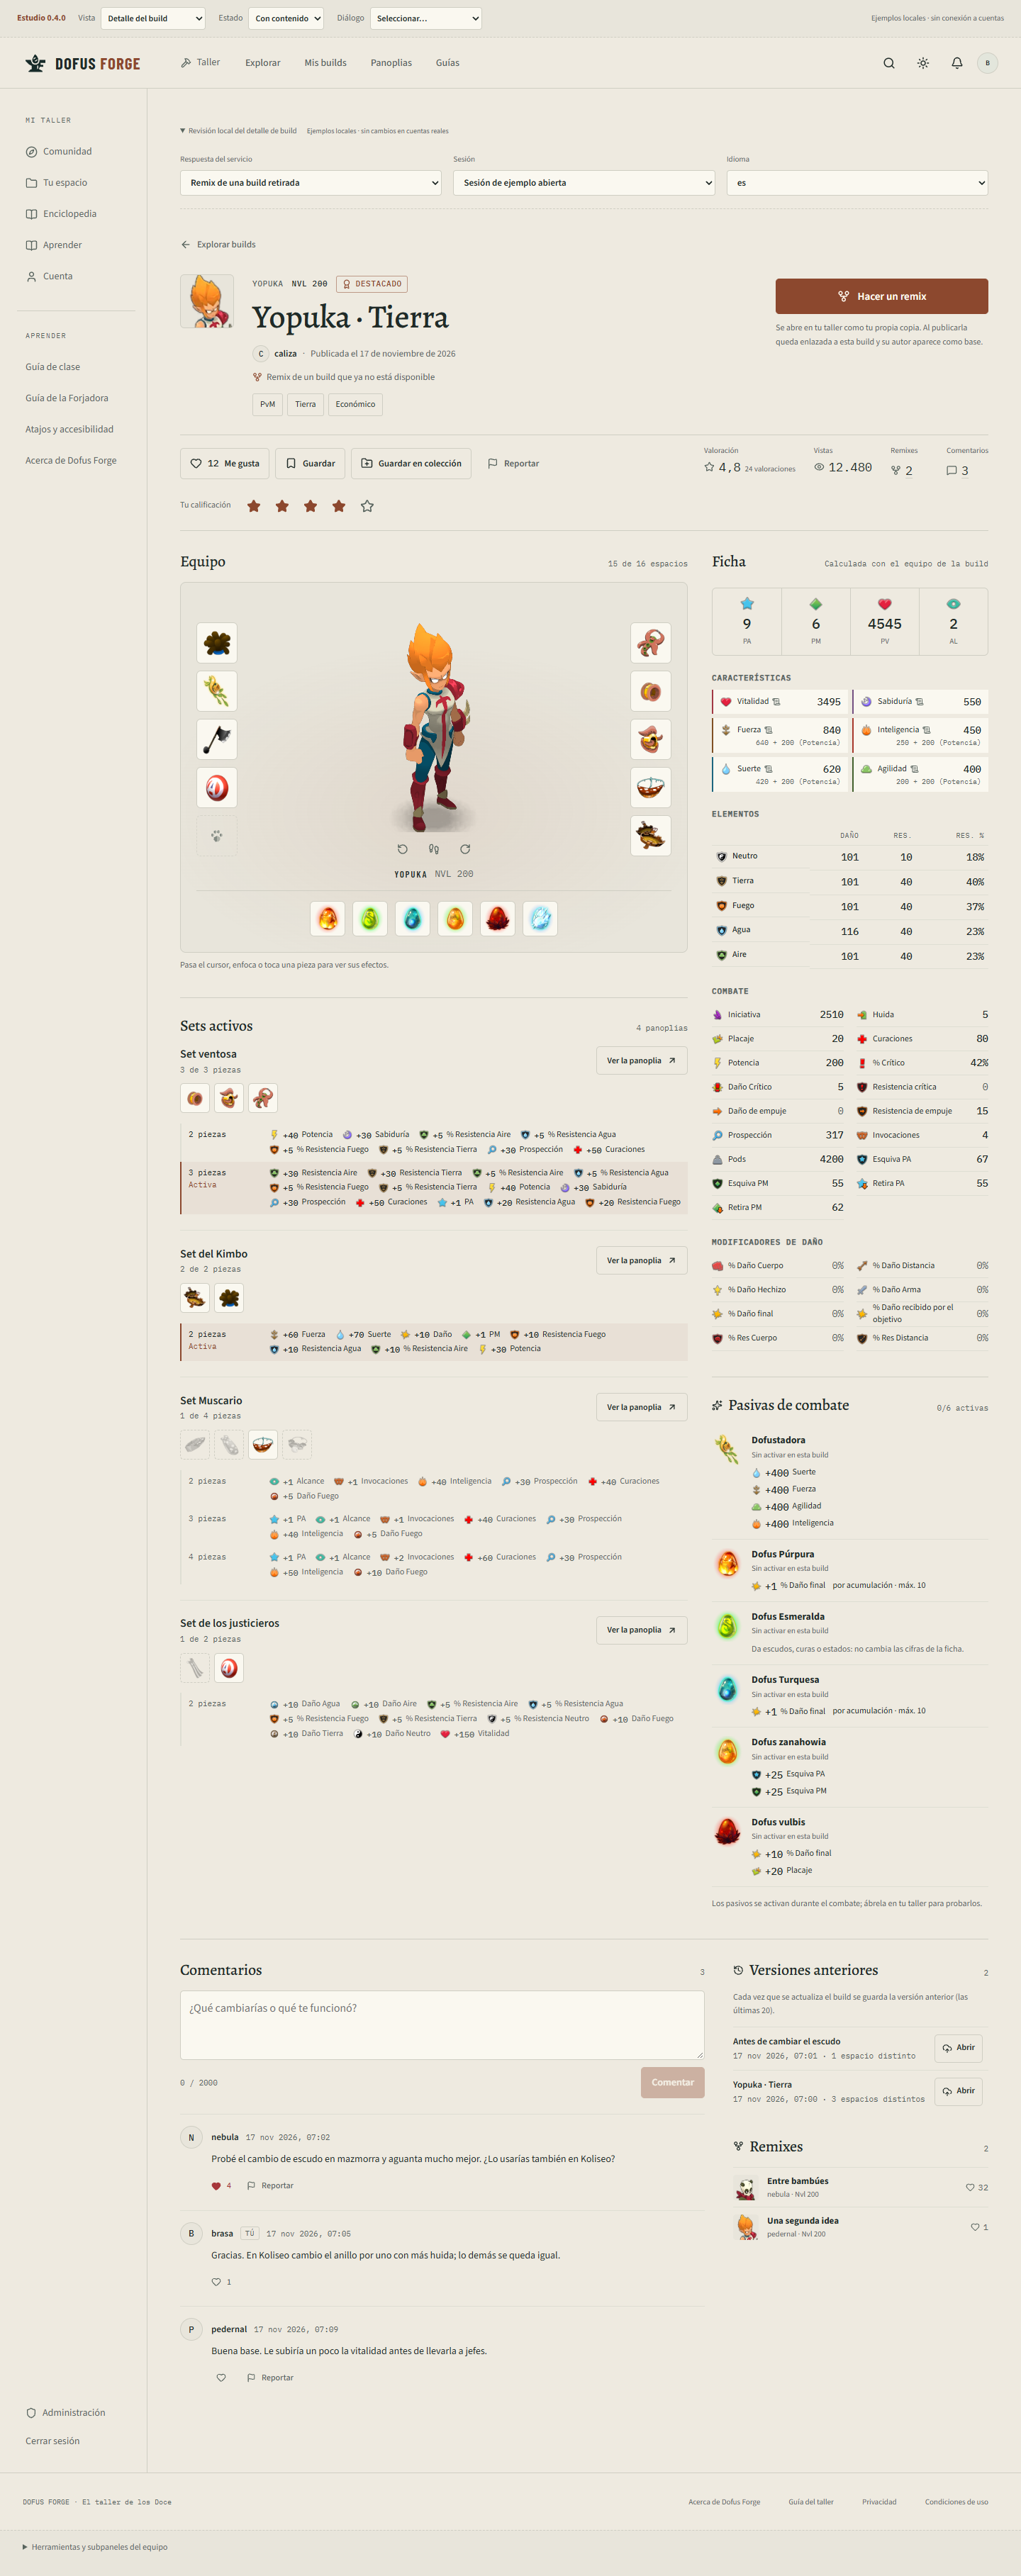 Estudio 0.4.0 Vista Detalle del build Estado Con contenido Diálogo Seleccionar... Ejemplos locales · sin conexión a cuentas
DOFUS FORGE Taller Explorar Mis builds Panoplias Guías B
MI TALLER
Comunidad
Tu espacio
Enciclopedia
Aprender
Cuenta
APRENDER
Guía de clase
Guía de la Forjadora
Atajos y accesibilidad
Acerca de Dofus Forge
Administración
Cerrar sesión
▼ Revisión local del detalle de build Ejemplos locales · sin cambios en cuentas reales
Respuesta del servicio Sesión Idioma
Remix de una build retirada Sesión de ejemplo abierta es
Explorar builds
YOPUKA NVL 200 DESTACADO
Yopuka · Tierra
C caliza · Publicada el 17 de noviembre de 2026
Remix de un build que ya no está disponible
PvM Tierra Económico
Hacer un remix
Se abre en tu taller como tu propia copia. Al publicarla
queda enlazada a esta build y su autor aparece como base.
12 Me gusta Guardar Guardar en colección Reportar
Valoración Vistas Remixes Comentarios
4,8 24 valoraciones 12.480 2 3
Tu calificación
Equipo 15 de 16 espacios
YOPUKA NVL 200
Pasa el cursor, enfoca o toca una pieza para ver sus efectos.
Sets activos 4 panoplias
Set ventosa Ver la panoplia
3 de 3 piezas
2 piezas +40 Potencia +30 Sabiduría +5 % Resistencia Aire +5 % Resistencia Agua
+5 % Resistencia Fuego +5 % Resistencia Tierra +30 Prospección +50 Curaciones
3 piezas +30 Resistencia Aire +30 Resistencia Tierra +5 % Resistencia Aire +5 % Resistencia Agua
Activa +5 % Resistencia Fuego +5 % Resistencia Tierra +40 Potencia +30 Sabiduría
+30 Prospección +50 Curaciones +1 PA +20 Resistencia Agua +20 Resistencia Fuego
Set del Kimbo Ver la panoplia
2 de 2 piezas
2 piezas +60 Fuerza +70 Suerte +10 Daño +1 PM +10 Resistencia Fuego
Activa +10 Resistencia Agua +10 % Resistencia Aire +30 Potencia
Set Muscario Ver la panoplia
1 de 4 piezas
2 piezas +1 Alcance +1 Invocaciones +40 Inteligencia +30 Prospección +40 Curaciones
+5 Daño Fuego
3 piezas +1 PA +1 Alcance +1 Invocaciones +40 Curaciones +30 Prospección
+40 Inteligencia +5 Daño Fuego
4 piezas +1 PA +1 Alcance +2 Invocaciones +60 Curaciones +30 Prospección
+50 Inteligencia +10 Daño Fuego
Set de los justicieros Ver la panoplia
1 de 2 piezas
2 piezas +10 Daño Agua +10 Daño Aire +5 % Resistencia Aire +5 % Resistencia Agua
+5 % Resistencia Fuego +5 % Resistencia Tierra +5 % Resistencia Neutro +10 Daño Fuego
+10 Daño Tierra +10 Daño Neutro +150 Vitalidad
Ficha Calculada con el equipo de la build
9 6 4545 2
PA PM PV AL
CARACTERÍSTICAS
Vitalidad 3495 Sabiduría 550
Fuerza 840 Inteligencia 450
640 + 200 (Potencia) 250 + 200 (Potencia)
Suerte 620 Agilidad 400
420 + 200 (Potencia) 200 + 200 (Potencia)
ELEMENTOS
DAÑO RES. RES. %
Neutro 101 10 18%
Tierra 101 40 40%
Fuego 101 40 37%
Agua 116 40 23%
Aire 101 40 23%
COMBATE
Iniciativa 2510 Huida 5
Placaje 20 Curaciones 80
Potencia 200 % Crítico 42%
Daño Crítico 5 Resistencia crítica 0
Daño de empuje 0 Resistencia de empuje 15
Prospección 317 Invocaciones 4
Pods 4200 Esquiva PA 67
Esquiva PM 55 Retira PA 55
Retira PM 62
MODIFICADORES DE DAÑO
% Daño Cuerpo 0% % Daño Distancia 0%
% Daño Hechizo 0% % Daño Arma 0%
% Daño final 0% % Daño recibido por el objetivo 0%
% Res Cuerpo 0% % Res Distancia 0%
Pasivas de combate 0/6 activas
Dofustadora
Sin activar en esta build
+400 Suerte
+400 Fuerza
+400 Agilidad
+400 Inteligencia
Dofus Púrpura
Sin activar en esta build
+1 % Daño final por acumulación · máx. 10
Dofus Esmeralda
Sin activar en esta build
Da escudos, curas o estados: no cambia las cifras de la ficha.
Dofus Turquesa
Sin activar en esta build
+1 % Daño final por acumulación · máx. 10
Dofus zanahowia
Sin activar en esta build
+25 Esquiva PA
+25 Esquiva PM
Dofus vulbis
Sin activar en esta build
+10 % Daño final
+20 Placaje
Los pasivos se activan durante el combate; ábrela en tu taller para probarlos.
Comentarios 3
¿Qué cambiarías o qué te funcionó?
0 / 2000 Comentar
N nebula 17 nov 2026, 07:02
Probé el cambio de escudo en mazmorra y aguanta mucho mejor. ¿Lo usarías también en Koliseo?
4 Reportar
B brasa TÚ 17 nov 2026, 07:05
Gracias. En Koliseo cambio el anillo por uno con más huida; lo demás se queda igual.
1
P pedernal 17 nov 2026, 07:09
Buena base. Le subiría un poco la vitalidad antes de llevarla a jefes.
Reportar
Versiones anteriores 2
Cada vez que se actualiza el build se guarda la versión anterior (las
últimas 20).
Antes de cambiar el escudo Abrir
17 nov 2026, 07:01 · 1 espacio distinto
Yopuka · Tierra Abrir
17 nov 2026, 07:00 · 3 espacios distintos
Remixes 2
Entre bambúes 32
nebula · Nvl 200
Una segunda idea 1
pedernal · Nvl 200
DOFUS FORGE · El taller de los Doce Acerca de Dofus Forge Guía del taller Privacidad Condiciones de uso
▶ Herramientas y subpaneles del equipo